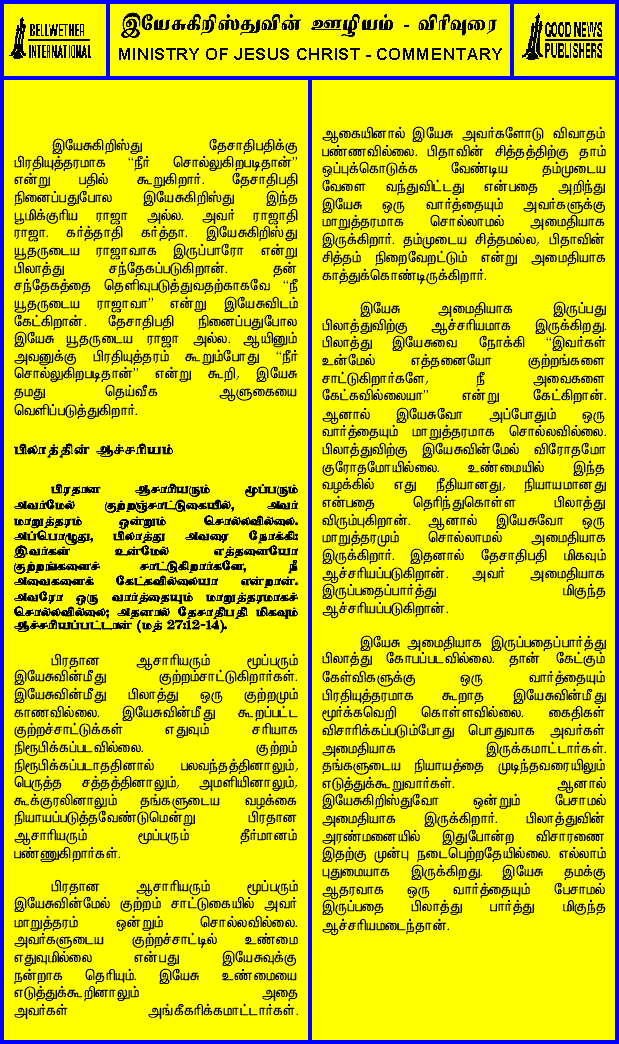 BELLWETHER
INTERNATIONAL
இயேசுகிறிஸ்துவின் ஊழியம் - விரிவுரை
MINISTRY OF JESUS CHRIST - COMMENTARY
GOOD NEWS
PUBLISHERS
இயேசுகிறிஸ்து தேசாதிபதிக்கு
பிரதியுத்தரமாக “நீர் சொல்லுகிறபடிதான்”
என்று பதில் கூறுகிறார். தேசாதிபதி
நினைப்பதுபோல இயேசுகிறிஸ்து இந்த
பூமிக்குரிய ராஜா அல்ல. அவர் ராஜாதி
ராஜா. கர்த்தாதி கர்த்தா. இயேசுகிறிஸ்து
யூதருடைய ராஜாவாக இருப்பாரோ என்று
பிலாத்து சந்தேகப்படுகிறான். தன்
சந்தேகத்தை தெளிவுபடுத்துவதற்காகவே “நீ
யூதருடைய ராஜாவா” என்று இயேசுவிடம்
கேட்கிறான். தேசாதிபதி நினைப்பதுபோல
இயேசு யூதருடைய ராஜா அல்ல. ஆயினும்
அவனுக்கு பிரதியுத்தரம் கூறும்போது “நீர்
சொல்லுகிறபடிதான்” என்று கூறி, இயேசு
தமது தெய்வீக ஆளுகையை
வெளிப்படுத்துகிறார்.
பிலாத்தின் ஆச்சரியம்
பிரதான ஆசாரியரும் மூப்பரும்
அவர்மேல் குற்றஞ்சாட்டுகையில், அவர்
மாறுத்தரம் ஒன்றும் சொல்லவில்லை.
அப்பொழுது, பிலாத்து அவரை நோக்கி:
இவர்கள் உன்மேல் எத்தனையோ
குற்றங்களைச் சாட்டுகிறார்களே, நீ
அவைகளைக் கேட்கவில்லையா என்றான்.
அவரோ ஒரு வார்த்தையும் மாறுத்தரமாகச்
சொல்லவில்லை; அதனால் தேசாதிபதி மிகவும்
ஆச்சரியப்பட்டான் (மத் 27:12-14).
பிரதான ஆசாரியரும் மூப்பரும்
இயேசுவின்மீது குற்றம்சாட்டுகிறார்கள்.
இயேசுவின்மீது பிலாத்து ஒரு குற்றமும்
காணவில்லை. இயேசுவின்மீது கூறப்பட்ட
குற்றச்சாட்டுக்கள் எதுவும் சரியாக
நிரூபிக்கப்படவில்லை. குற்றம்
நிரூபிக்கப்படாததினால் பலவந்தத்தினாலும்,
பெருத்த சத்தத்தினாலும், அமளியினாலும்,
கூக்குரலினாலும் தங்களுடைய வழக்கை
நியாயப்படுத்தவேண்டுமென்று பிரதான
ஆசாரியரும் மூப்பரும் தீர்மானம்
பண்ணுகிறார்கள்.
பிரதான ஆசாரியரும் மூப்பரும்
இயேசுவின்மேல் குற்றம் சாட்டுகையில் அவர்
மாறுத்தரம் ஒன்றும் சொல்லவில்லை.
அவர்களுடைய குற்றச்சாட்டில் உண்மை
எதுவுமில்லை என்பது இயேசுவுக்கு
நன்றாக தெரியும். இயேசு உண்மையை
எடுத்துக்கூறினாலும் அதை
அவர்கள் அங்கீகரிக்கமாட்டார்கள்.
ஆகையினால் இயேசு அவர்களோடு விவாதம்
பண்ணவில்லை. பிதாவின் சித்தத்திற்கு தாம்
ஒப்புக்கொடுக்க வேண்டிய தம்முடைய
வேளை வந்துவிட்டது என்பதை அறிந்து
இயேசு ஒரு வார்த்தையும் அவர்களுக்கு
மாறுத்தரமாக சொல்லாமல் அமைதியாக
இருக்கிறார். தம்முடைய சித்தமல்ல, பிதாவின்
சித்தம் நிறைவேறட்டும் என்று அமைதியாக
காத்துக்கொண்டிருக்கிறார்.
இயேசு அமைதியாக இருப்பது
பிலாத்துவிற்கு ஆச்சரியமாக இருக்கிறது.
பிலாத்து இயேசுவை நோக்கி “இவர்கள்
உன்மேல் எத்தனையோ குற்றங்களை
சாட்டுகிறார்களே, நீ அவைகளை
கேட்கவில்லையா” என்று கேட்கிறான்.
ஆனால் இயேசுவோ அப்போதும் ஒரு
வார்த்தையும் மாறுத்தரமாக சொல்லவில்லை.
பிலாத்துவிற்கு இயேசுவின்மேல் விரோதமோ
குரோதமோயில்லை. உண்மையில் இந்த
வழக்கில் எது நீதியானது, நியாயமானது
என்பதை தெரிந்துகொள்ள பிலாத்து
விரும்புகிறான். ஆனால் இயேசுவோ ஒரு
மாறுத்தரமும் சொல்லாமல் அமைதியாக
இருக்கிறார். இதனால் தேசாதிபதி மிகவும்
ஆச்சரியப்படுகிறான். அவர் அமைதியாக
இருப்பதைப்பார்த்து மிகுந்த
ஆச்சரியப்படுகிறான்.
இயேசு அமைதியாக இருப்பதைப்பார்த்து
பிலாத்து கோபப்படவில்லை. தான் கேட்கும்
கேள்விகளுக்கு ஒரு வார்த்தையும்
பிரதியுத்தரமாக கூறாத இயேசுவின்மீது
மூர்க்கவெறி கொள்ளவில்லை. கைதிகள்
விசாரிக்கப்படும்போது பொதுவாக அவர்கள்
அமைதியாக இருக்கமாட்டார்கள்.
தங்களுடைய நியாயத்தை முடிந்தவரையிலும்
எடுத்துக்கூறுவார்கள். ஆனால்
இயேசுகிறிஸ்துவோ ஒன்றும் பேசாமல்
அமைதியாக இருக்கிறார். பிலாத்துவின்
அரண்மனையில் இதுபோன்ற விசாரணை
இதற்கு முன்பு நடைபெற்றதேயில்லை. எல்லாம்
புதுமையாக இருக்கிறது. இயேசு தமக்கு
ஆதரவாக ஒரு வார்த்தையும் பேசாமல்
இருப்பதை பிலாத்து பார்த்து மிகுந்த
ஆச்சரியமடைந்தான்.